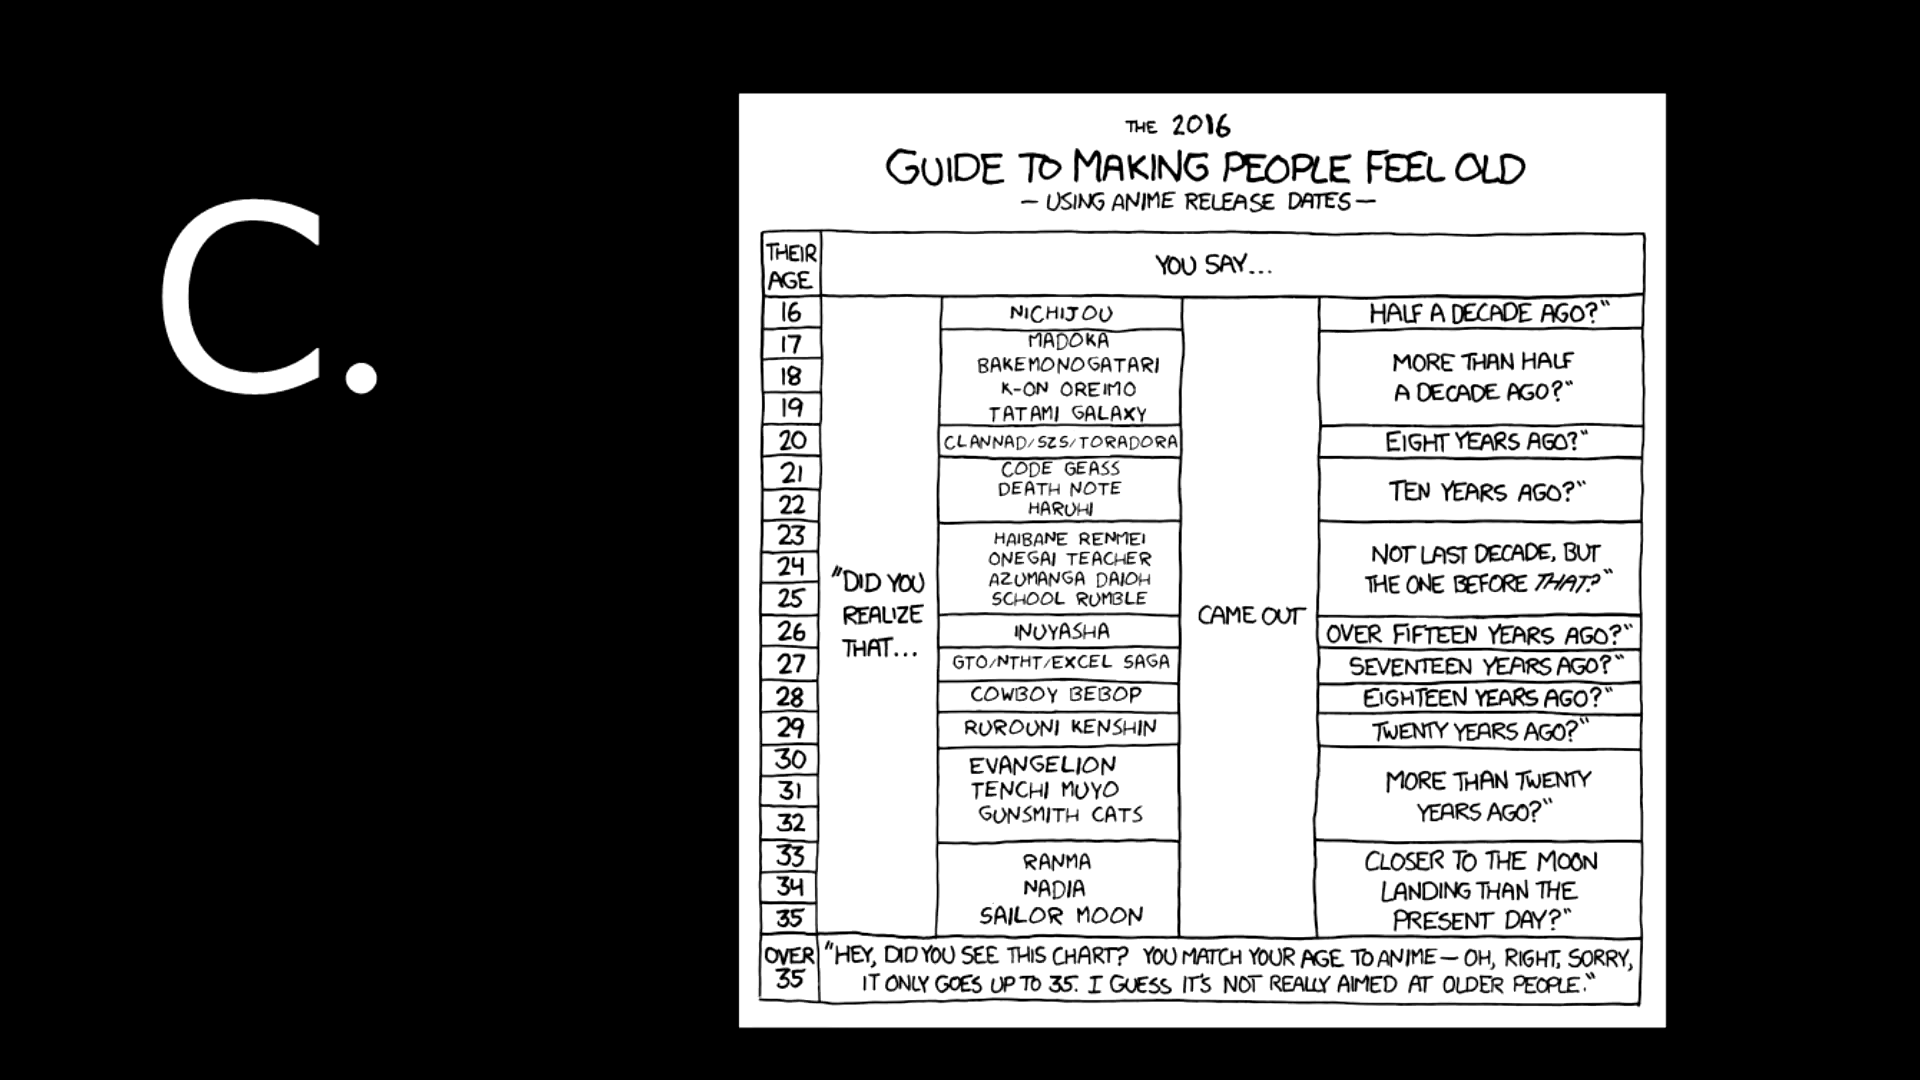 C.
THE 2016
GUIDE TO MAKING PEOPLE FEEL OLD
— USING ANIME RELEASE DATES —
THEIR
AGE
YOU SAY...
16
17
18
19
20
21
22
23
24
25
26
27
28
29
30
31
32
33
34
35
"DID YOU
REALIZE
THAT...
NICHIJOU
MADOKA
BAKEMONOGATARI
K-ON OREIMO
TATAMI GALAXY
CLANNAD/SZS/TORADORA
CODE GEASS
DEATH NOTE
HARUHI
HAIBANE RENMEI
ONEGAI TEACHER
AZUMANGA DAIOH
SCHOOL RUMBLE
INUYASHA
GTO/NTHT/EXCEL SAGA
COWBOY BEBOP
RUROUNI KENSHIN
EVANGELION
TENCHI MUYO
GUNSMITH CATS
RANMA
NADIA
SAILOR MOON
CAME OUT
HALF A DECADE AGO?"
MORE THAN HALF
A DECADE AGO?"
EIGHT YEARS AGO?"
TEN YEARS AGO?"
NOT LAST DECADE, BUT
THE ONE BEFORE THAT?"
OVER FIFTEEN YEARS AGO?"
SEVENTEEN YEARS AGO?"
EIGHTEEN YEARS AGO?"
TWENTY YEARS AGO?"
MORE THAN TWENTY
YEARS AGO?"
CLOSER TO THE MOON
LANDING THAN THE
PRESENT DAY?"
OVER
35
"HEY, DID YOU SEE THIS CHART? YOU MATCH YOUR AGE TO ANIME — OH, RIGHT, SORRY,
IT ONLY GOES UP TO 35. I GUESS IT'S NOT REALLY AIMED AT OLDER PEOPLE."